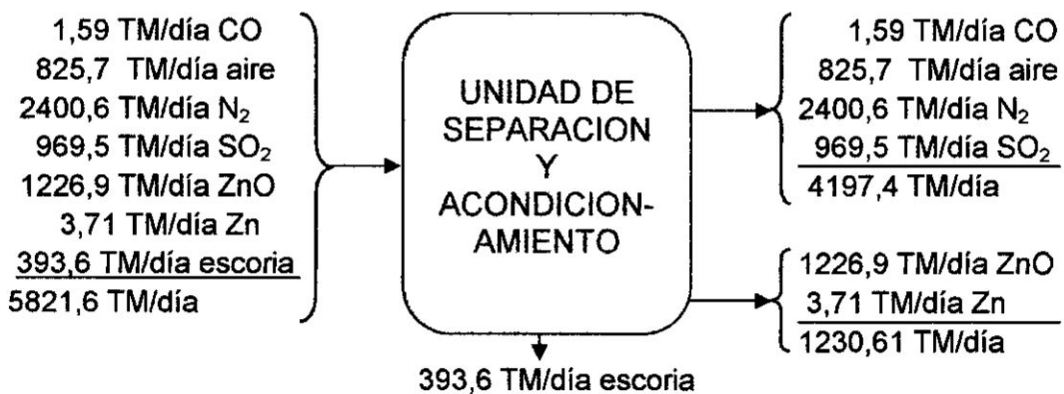 1,59 TM/día CO
825,7 TM/día aire
2400,6 TM/día N₂
969,5 TM/día SO₂
1226,9 TM/día ZnO
3,71 TM/día Zn
393,6 TM/día escoria
5821,6 TM/día
UNIDAD DE
SEPARACION
Y
ACONDICION-
AMIENTO
1,59 TM/día CO
825,7 TM/día aire
2400,6 TM/día N₂
969,5 TM/día SO₂
4197,4 TM/día
1226,9 TM/día ZnO
3,71 TM/día Zn
1230,61 TM/día
393,6 TM/día escoria